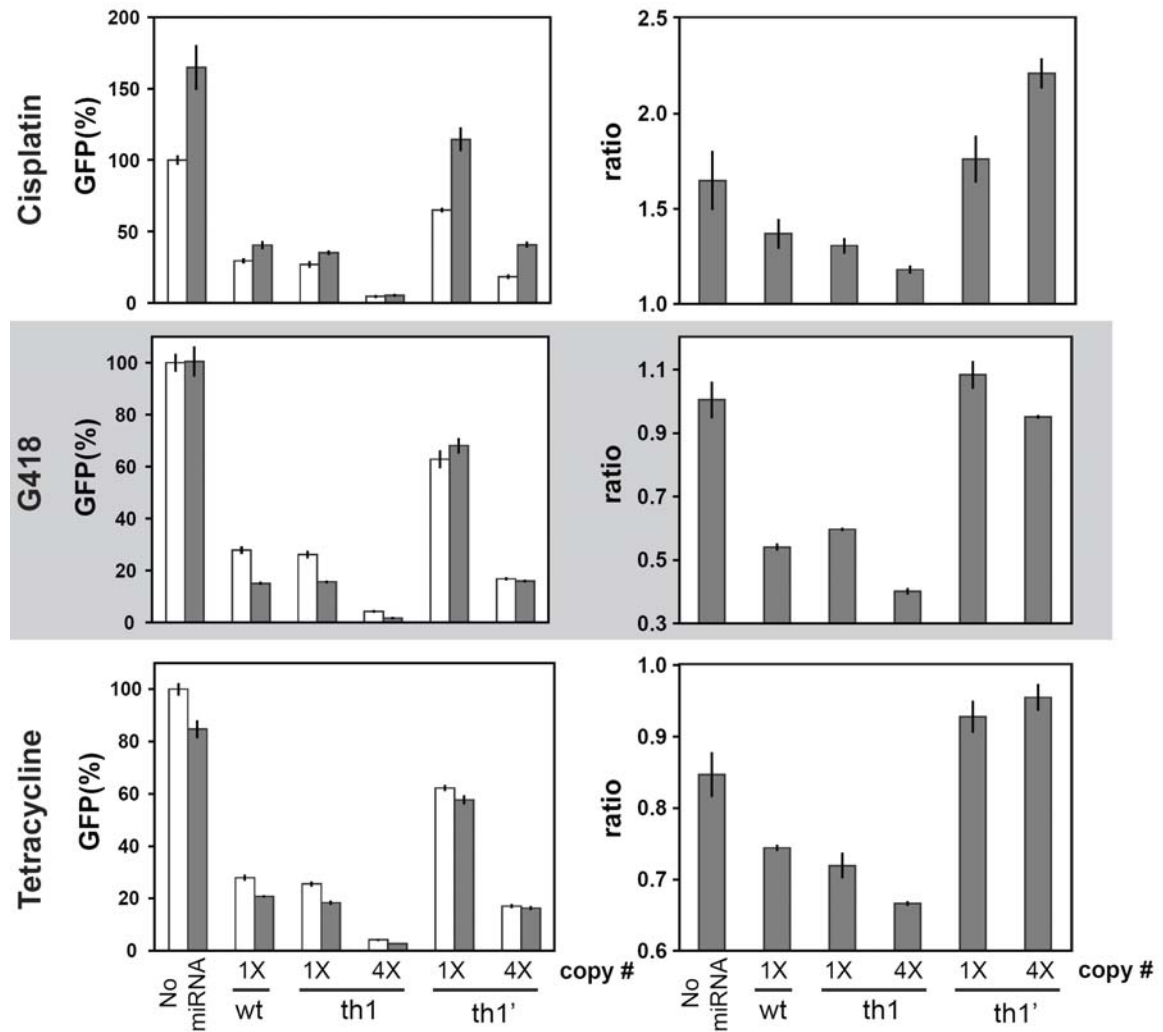 Cisplatin
GFP(%)
200
150
100
50
0
ratio
2.5
2.0
1.5
1.0
G418
GFP(%)
100
80
60
40
20
0
ratio
1.1
0.9
0.7
0.5
0.3
Tetracycline
GFP(%)
100
80
60
40
20
0
ratio
1.0
0.9
0.8
0.7
0.6
No
miRNA
1X
1X
4X
1X
4X
copy #
wt
th1
th1’
No
miRNA
1X
1X
4X
1X
4X
copy #
wt
th1
th1’